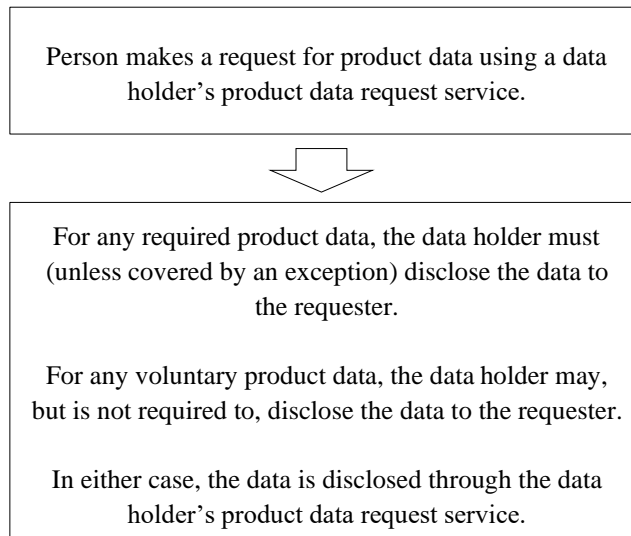 Person makes a request for product data using a data
holder’s product data request service.
For any required product data, the data holder must
(unless covered by an exception) disclose the data to
the requester.
For any voluntary product data, the data holder may,
but is not required to, disclose the data to the requester.
In either case, the data is disclosed through the data
holder’s product data request service.